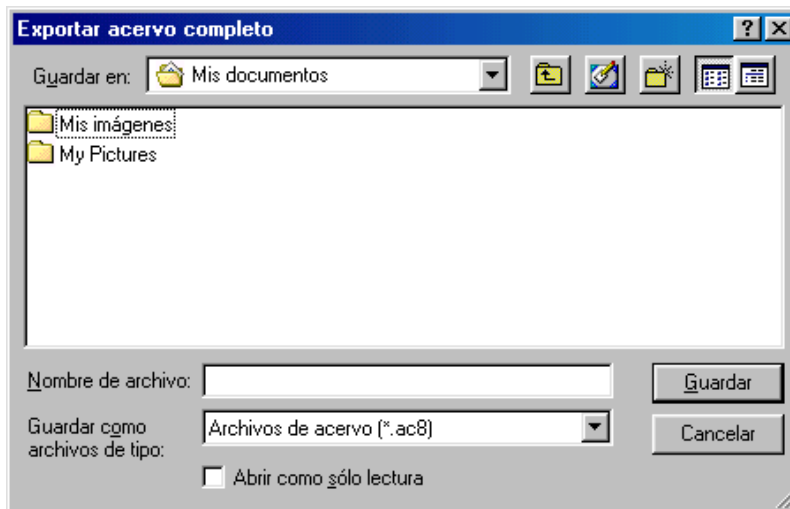 Exportar acervo completo
Guardar en: Mis documentos
Mis imágenes
My Pictures
Nombre de archivo:
Guardar
Guardar como
archivos de tipo:
Archivos de acervo (*.ac8)
Cancelar
Abrir como sólo lectura